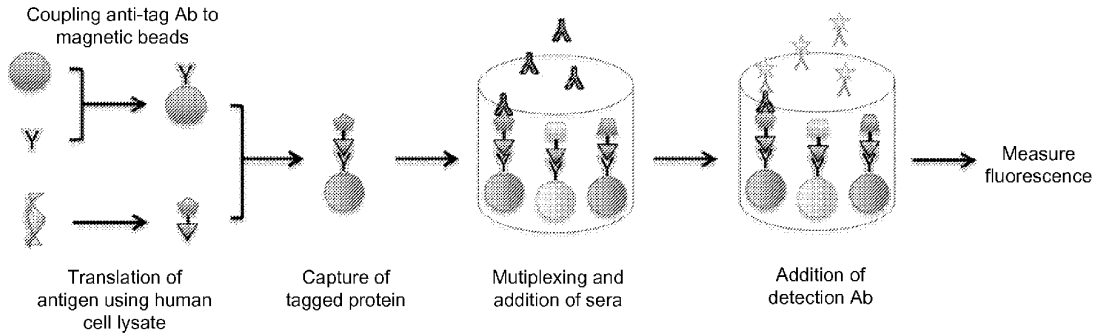 Coupling anti-tag Ab to
magnetic beads
Translation of
antigen using human
cell lysate
Capture of
tagged protein
Mutiplexing and
addition of sera
Addition of
detection Ab
Measure
fluorescence